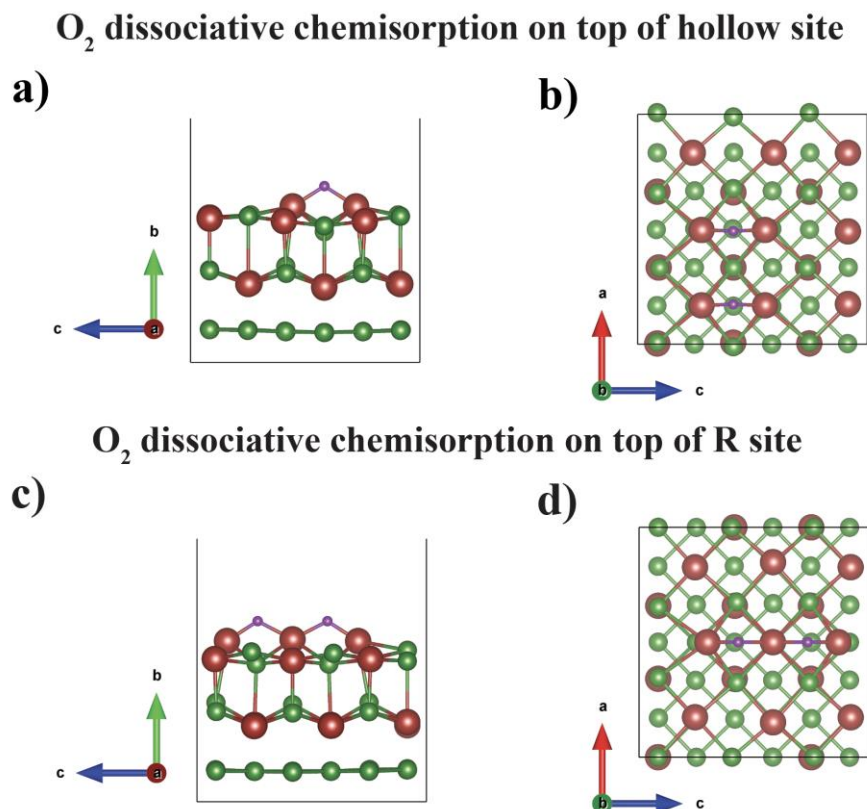 O₂ dissociative chemisorption on top of hollow site
a)
b)
b
c
a
a
b
c
O₂ dissociative chemisorption on top of R site
c)
d)
b
c
a
a
b
c